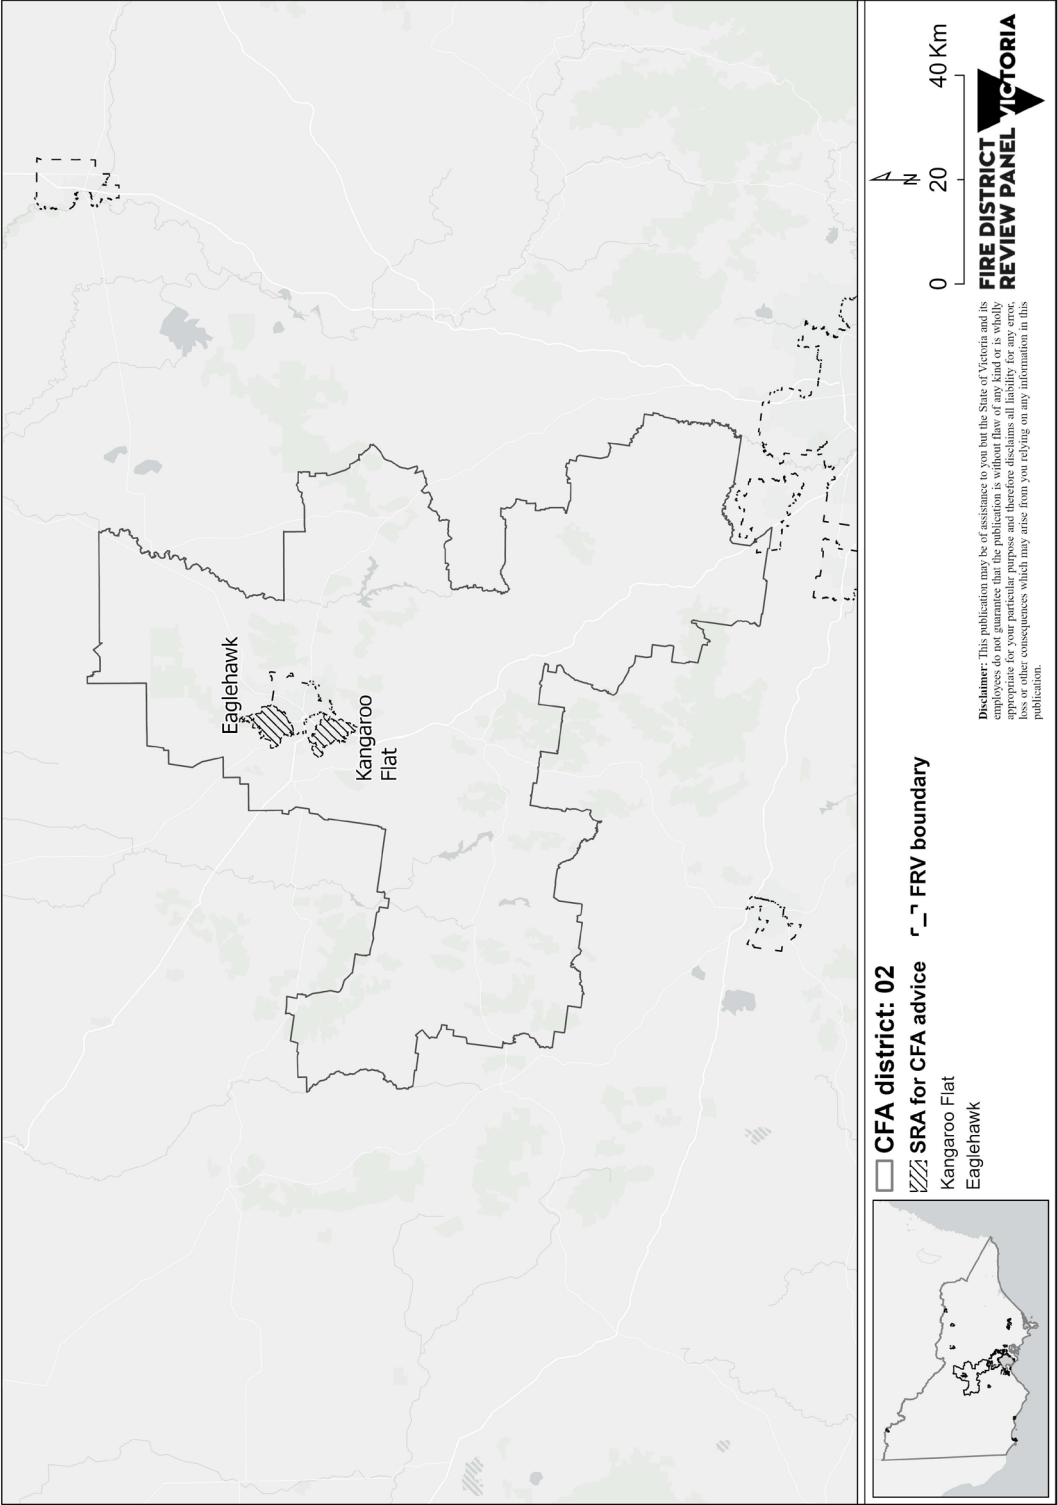 Eaglehawk
Kangaroo
Flat
CFA district: 02
SRA for CFA advice
FRV boundary
Kangaroo Flat
Eaglehawk
Disclaimer: This publication may be of assistance to you but the State of Victoria and its
employees do not guarantee that the publication is without flaw of any kind or is wholly
appropriate for your particular purpose and therefore disclaims all liability for any error,
loss or other consequences which may arise from you relying on any information in this
publication.
N
0 20 40 Km
FIRE DISTRICT
REVIEW PANEL VICTORIA